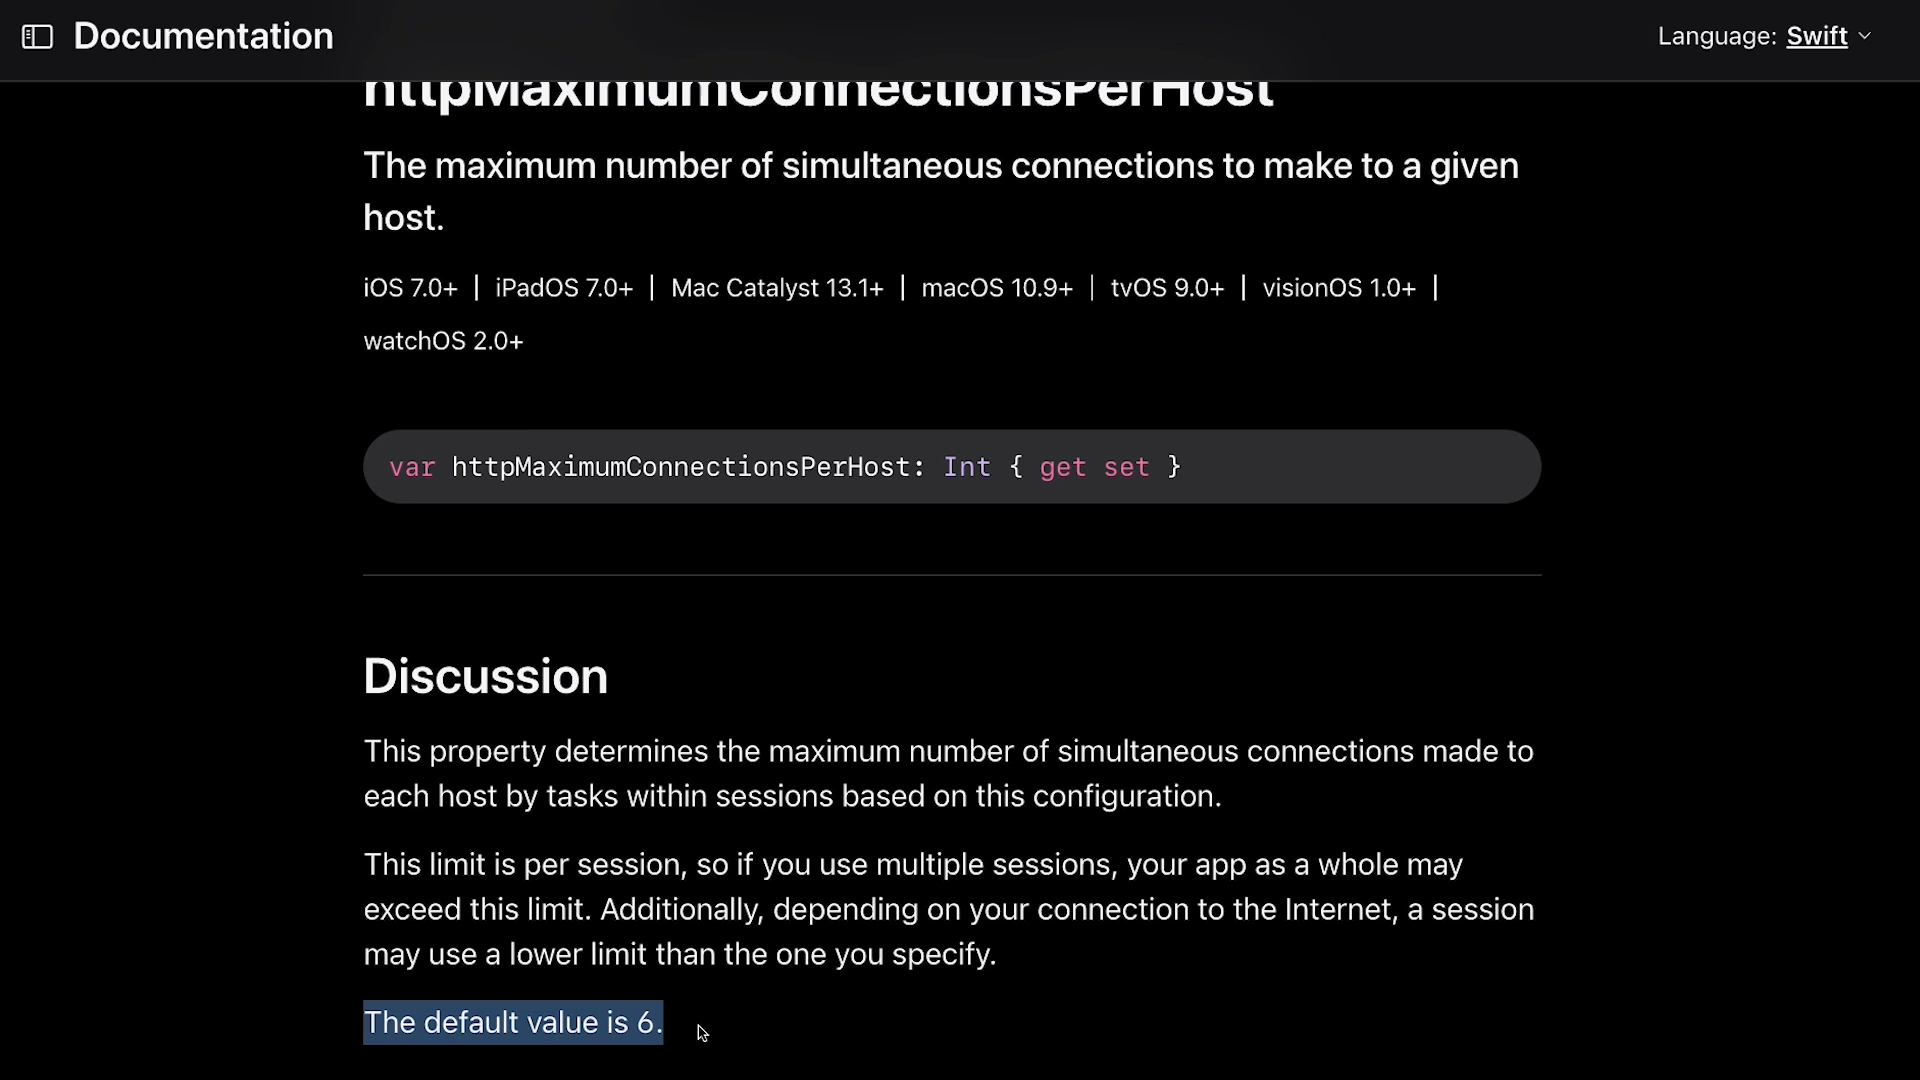 Documentation
Language: Swift
httpMaximumConnectionsPerHost
The maximum number of simultaneous connections to make to a given
host.
iOS 7.0+ | iPadOS 7.0+ | Mac Catalyst 13.1+ | macOS 10.9+ | tvOS 9.0+ | visionOS 1.0+ |
watchOS 2.0+
var httpMaximumConnectionsPerHost: Int { get set }
Discussion
This property determines the maximum number of simultaneous connections made to
each host by tasks within sessions based on this configuration.
This limit is per session, so if you use multiple sessions, your app as a whole may
exceed this limit. Additionally, depending on your connection to the Internet, a session
may use a lower limit than the one you specify.
The default value is 6.